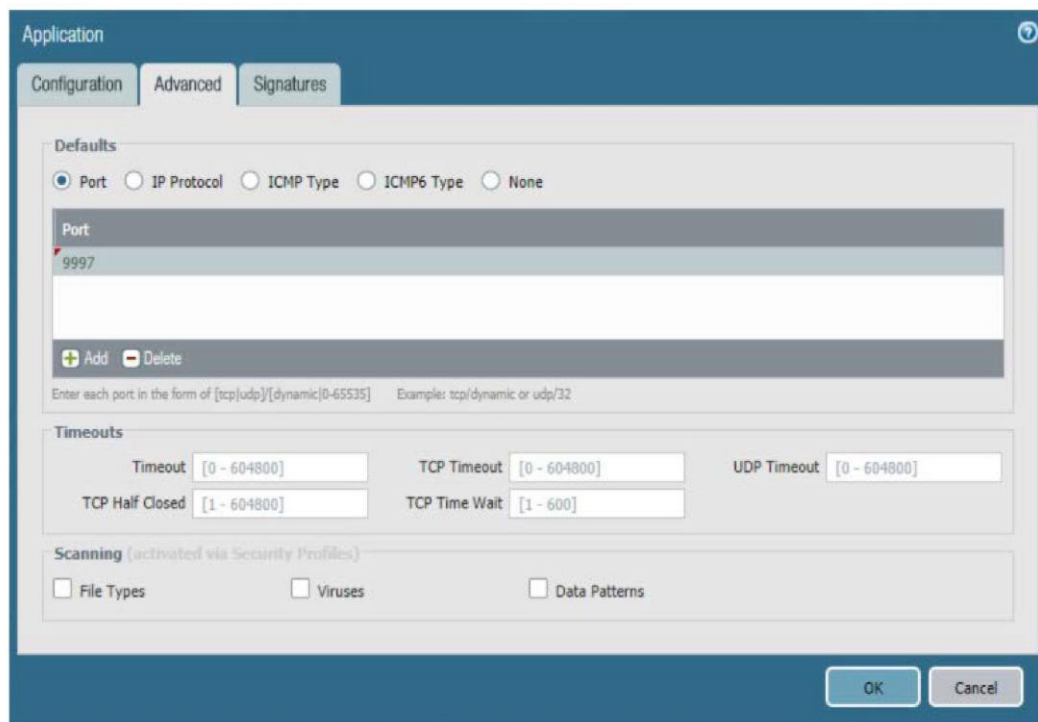 Application
Configuration Advanced Signatures
Defaults
Port IP Protocol ICMP Type ICMP6 Type None
Port
9997
Add Delete
Enter each port in the form of [tcp|udp]/[dynamic|0-65535] Example: tcp/dynamic or udp/32
Timeouts
Timeout [0 - 604800] TCP Timeout [0 - 604800] UDP Timeout [0 - 604800]
TCP Half Closed [1 - 604800] TCP Time Wait [1 - 600]
Scanning (activated via Security Profiles)
File Types Viruses Data Patterns
OK Cancel